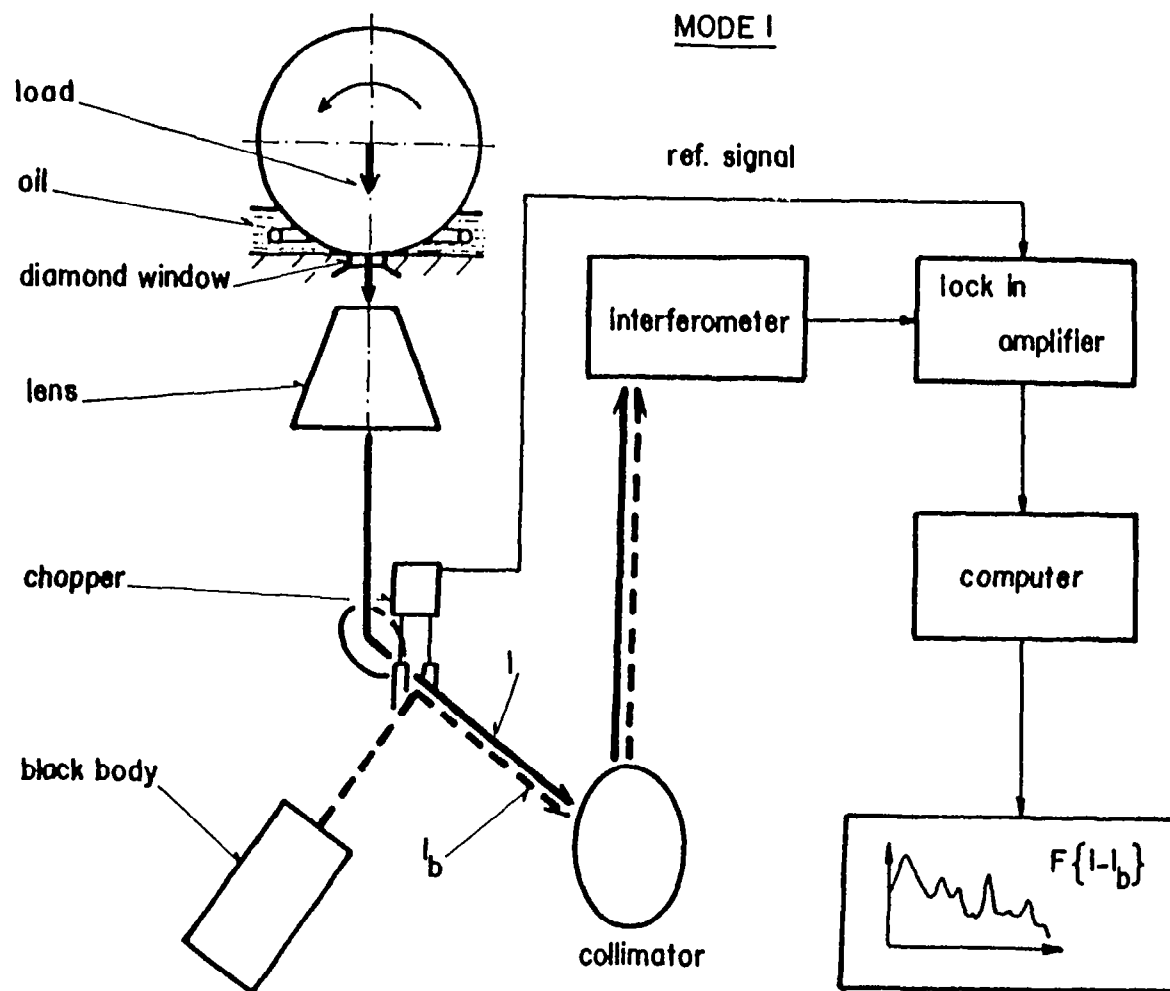 MODE I
load
oil
diamond window
lens
chopper
black body
I
I_b
collimator
ref. signal
interferometer
lock in
amplifier
computer
F{I-I_b}